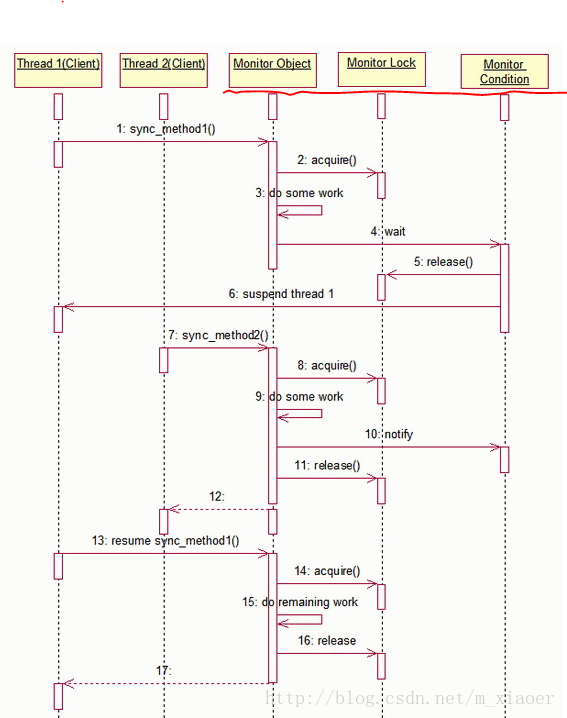 Thread 1(Client)
Thread 2(Client)
Monitor Object
Monitor Lock
Monitor
Condition
1: sync_method1()
2: acquire()
3: do some work
4: wait
5: release()
6: suspend thread 1
7: sync_method2()
8: acquire()
9: do some work
10: notify
11: release()
12:
13: resume sync_method1()
14: acquire()
15: do remaining work
16: release
17:
http://blog.csdn.net/m_xiaoer